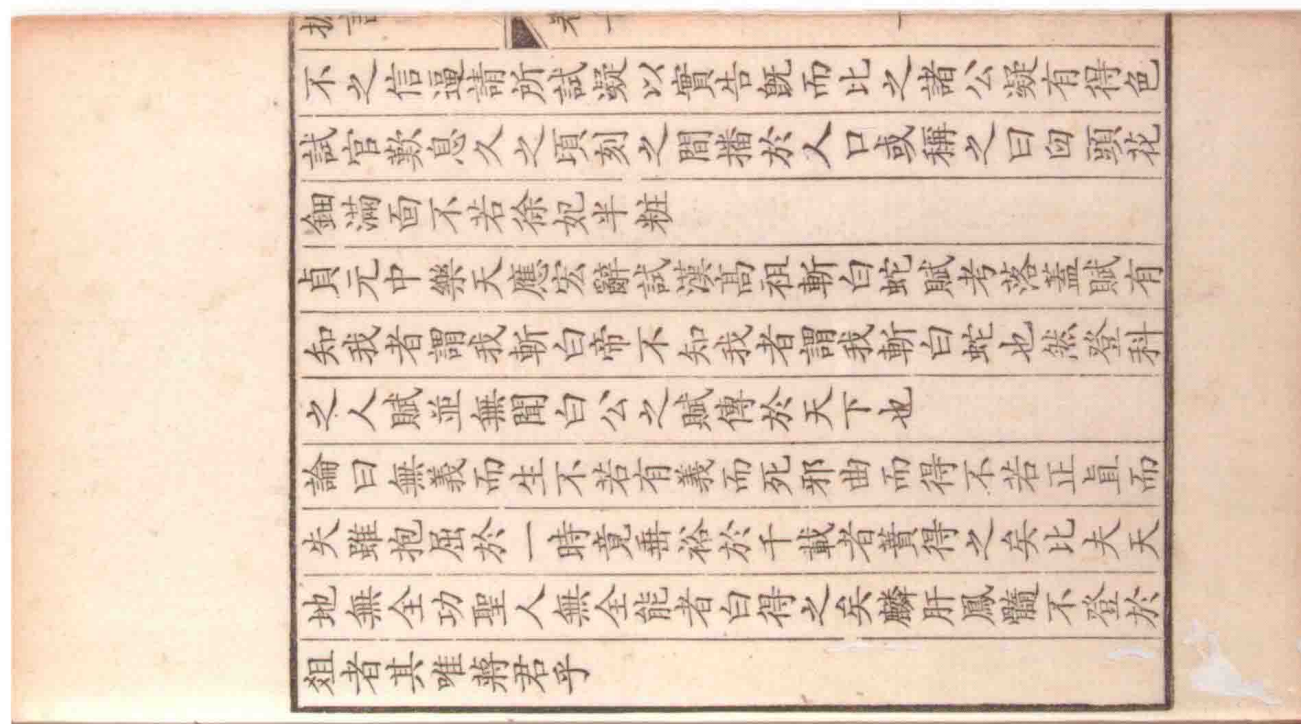 不之信逼請所試凝以實告既而比之諸公凝有得色
試官歎息久之頃刻之間播於人口或稱之曰臼頭花
鈿滿面不若徐妃半粧
貞元中樂天應宏辭試漢高祖斬白蛇賦考落蓋賦有
知我者謂我斬白帝不知我者謂我斬白蛇也然登科
之人賦並無聞白公之賦傳於天下也
論曰無義而生不若有義而死邪曲而得不若正直而
失雖抱屈於一時竟垂裕於千載者蕢得之矣比夫天
地無全功聖人無全能者白得之矣麟肝鳳髓不登於
俎者其唯蔣君乎